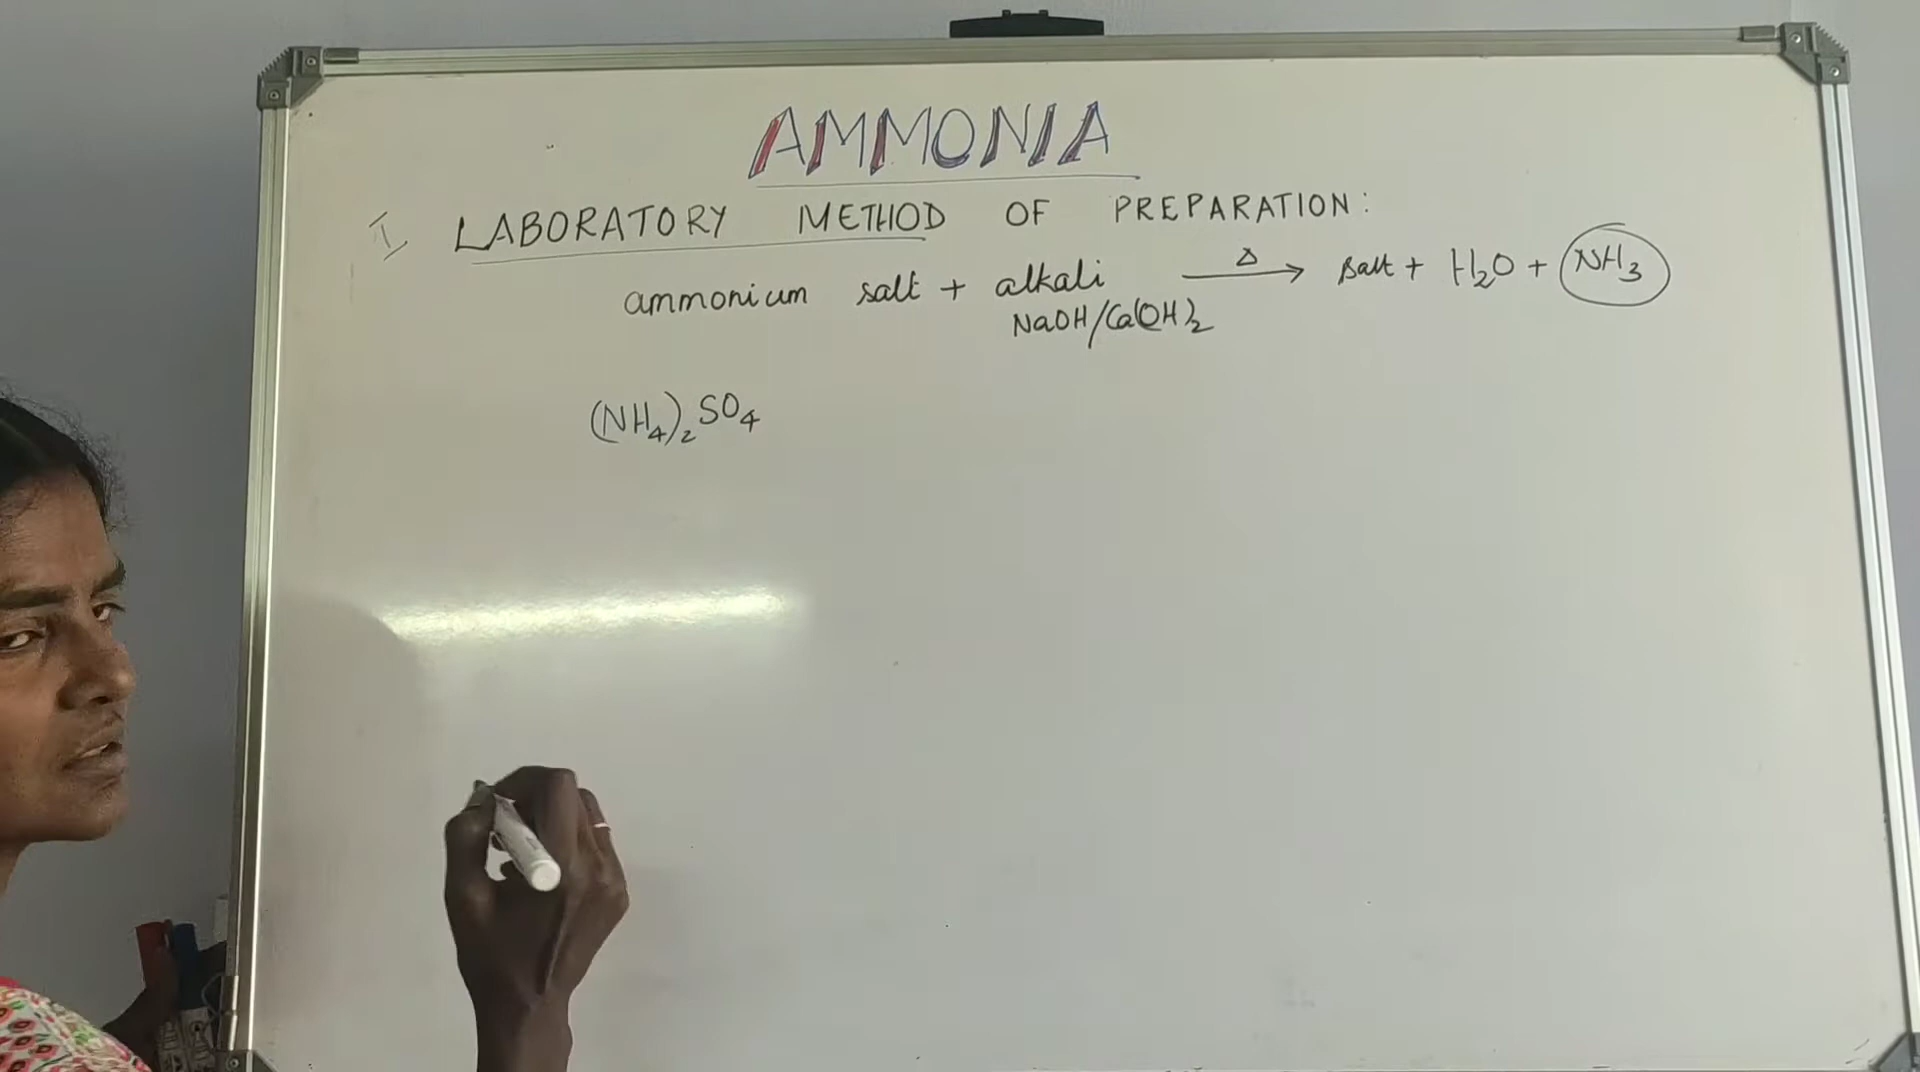 AMMONIA
I LABORATORY METHOD OF PREPARATION:
ammonium salt + alkali →Δ salt + H₂O + NH₃
NaOH/Ca(OH)₂
(NH₄)₂SO₄